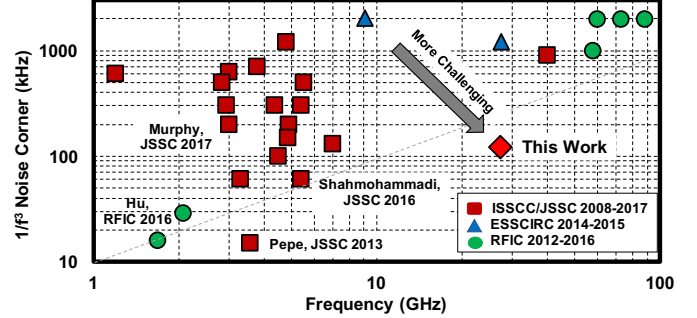 1/f³ Noise Corner (kHz)
1000
100
10
More Challenging
Murphy,
JSSC 2017
This Work
Shahmohammadi,
JSSC 2016
Hu,
RFIC 2016
Pepe, JSSC 2013
ISSCC/JSSC 2008-2017
ESSCIRC 2014-2015
RFIC 2012-2016
1
10
100
Frequency (GHz)